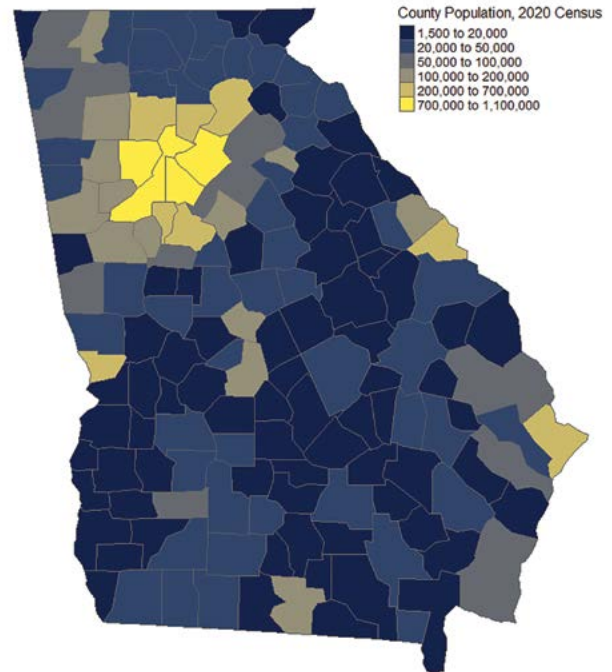 County Population, 2020 Census
1,500 to 20,000
20,000 to 50,000
50,000 to 100,000
100,000 to 200,000
200,000 to 700,000
700,000 to 1,100,000